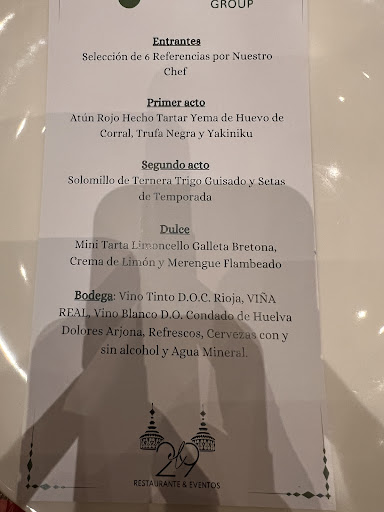 GROUP
Entrantes
Selección de 6 Referencias por Nuestro
Chef
Primer acto
Atún Rojo Hecho Tartar Yema de Huevo de
Corral, Trufa Negra y Yakiniku
Segundo acto
Solomillo de Ternera Trigo Guisado y Setas
de Temporada
Dulce
Mini Tarta Limoncello Galleta Bretona,
Crema de Limón y Merengue Flambeado
Bodega: Vino Tinto D.O.C. Rioja, VIÑA
REAL, Vino Blanco D.O. Condado de Huelva
Dolores Arjona, Refrescos, Cervezas con y
sin alcohol y Agua Mineral.
RESTAURANTE & EVENTOS